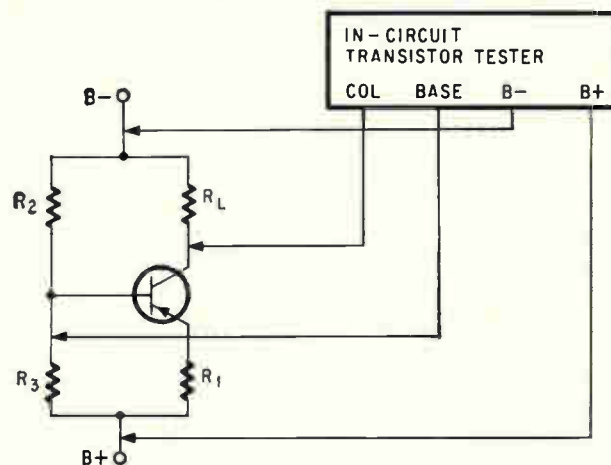 IN-CIRCUIT
TRANSISTOR TESTER
COL BASE B- B+
B-
R2 RL
R3 R1
B+